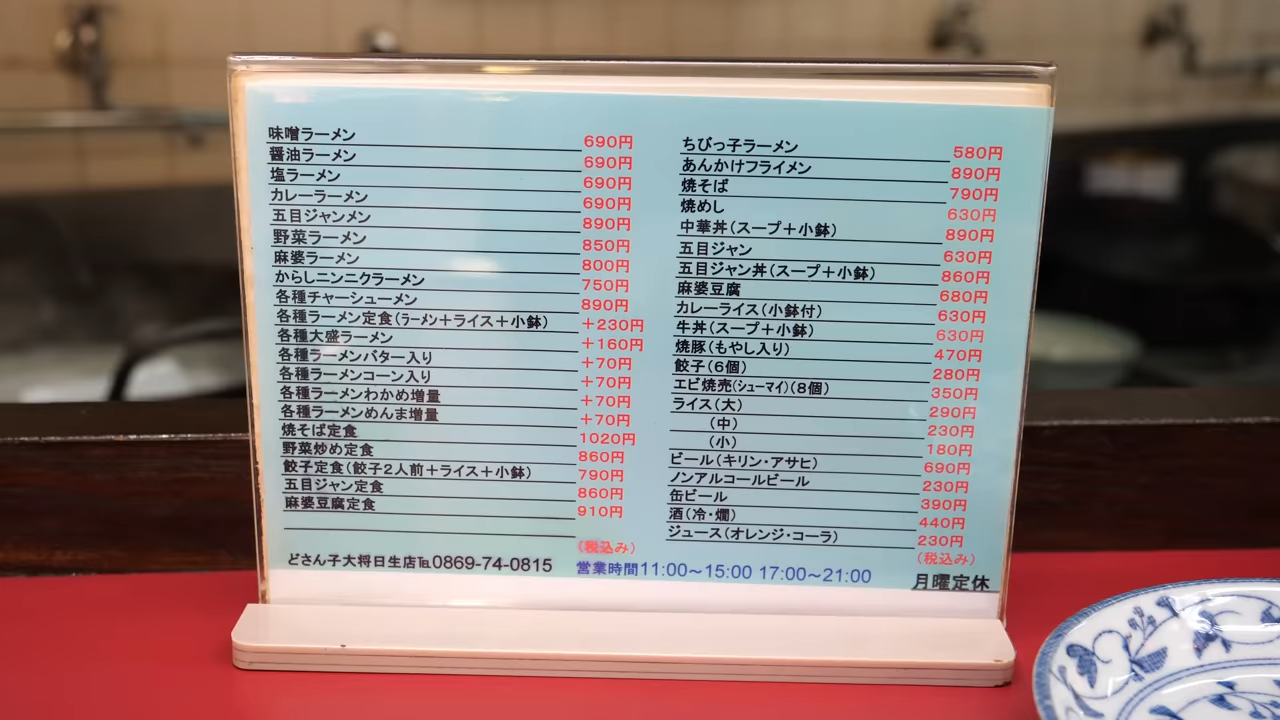 味噌ラーメン 690円
醤油ラーメン 690円
塩ラーメン 690円
カレーラーメン 690円
五目ジャンメン 890円
野菜ラーメン 850円
麻婆ラーメン 800円
からしニンニクラーメン 750円
各種チャーシューメン 890円
各種ラーメン定食(ラーメン+ライス+小鉢) +230円
各種大盛ラーメン +160円
各種ラーメンバター入り +70円
各種ラーメンコーン入り +70円
各種ラーメンわかめ増量 +70円
各種ラーメンめんま増量 +70円
焼そば定食 1020円
野菜炒め定食 860円
餃子定食(餃子2人前+ライス+小鉢) 790円
五目ジャン定食 860円
麻婆豆腐定食 910円
(税込み)
ちびっ子ラーメン 580円
あんかけフライメン 890円
焼そば 790円
焼めし 630円
中華丼(スープ+小鉢) 890円
五目ジャン 630円
五目ジャン丼(スープ+小鉢) 860円
麻婆豆腐 680円
カレーライス(小鉢付) 630円
牛丼(スープ+小鉢) 630円
焼豚(もやし入り) 470円
餃子(6個) 280円
エビ焼売(シューマイ)(8個) 350円
ライス(大) 290円
(中) 230円
(小) 180円
ビール(キリン・アサヒ) 690円
ノンアルコールビール 230円
缶ビール 390円
酒(冷・燗) 440円
ジュース(オレンジ・コーラ) 230円
(税込み)
どさん子大将日生店℡0869-74-0815 営業時間11:00~15:00 17:00~21:00 月曜定休